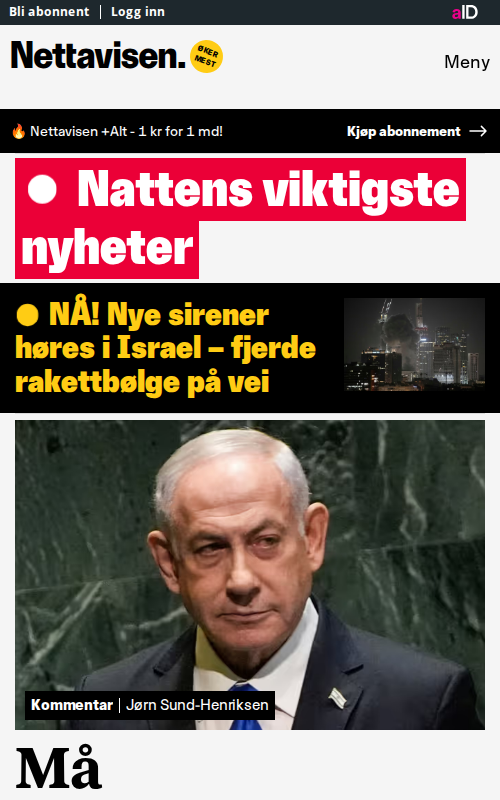 Bli abonnent | Logg inn
aID
Nettavisen.
ØKER
MEST
Meny
🔥 Nettavisen +Alt - 1 kr for 1 md!
Kjøp abonnement →
Nattens viktigste
nyheter
NÅ! Nye sirener
høres i Israel – fjerde
rakettbølge på vei
Kommentar | Jørn Sund-Henriksen
Må